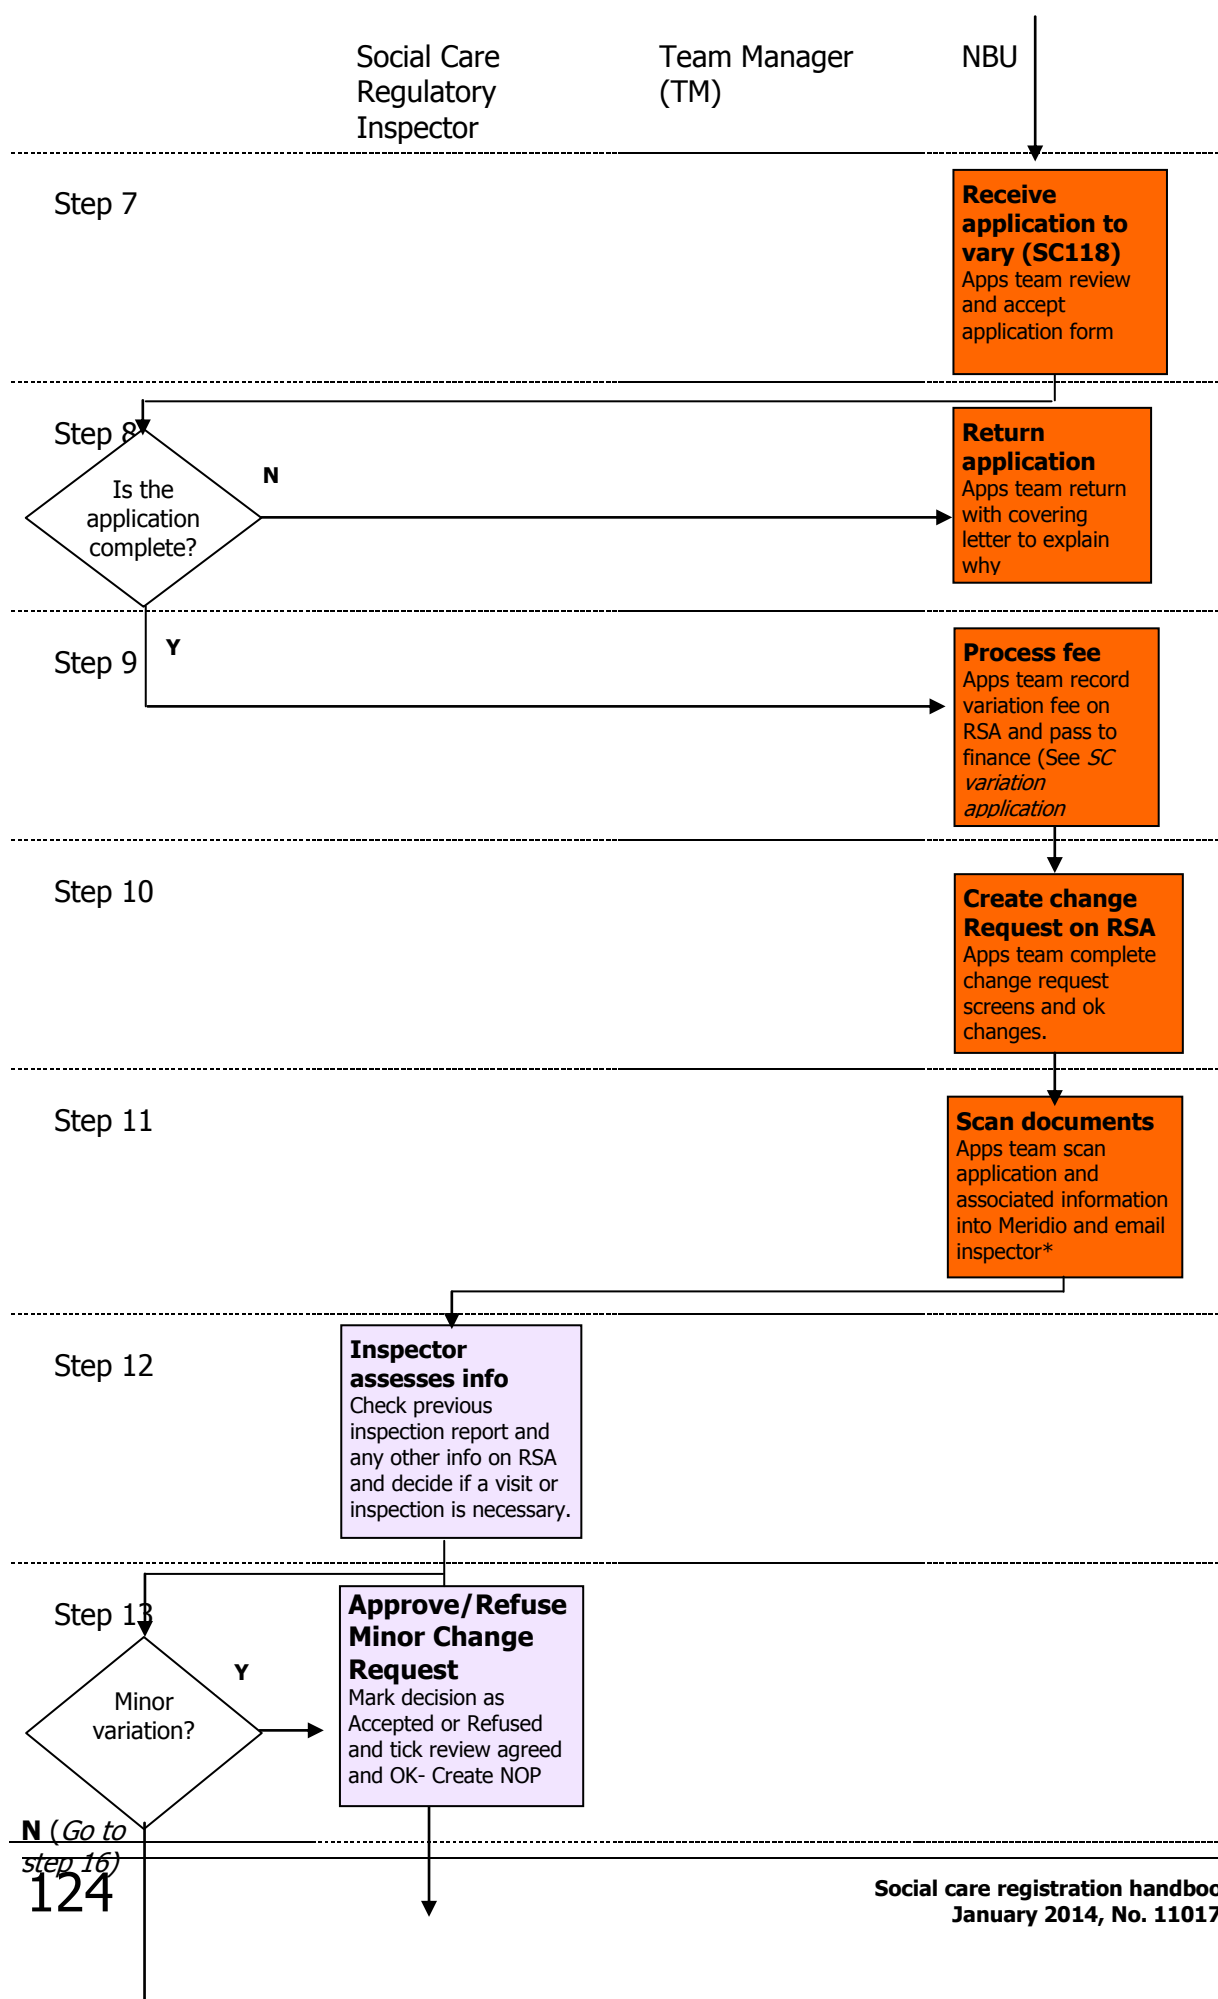 Social Care
Regulatory
Inspector
Team Manager
(TM)
NBU
Step 7
Receive
application to
vary (SC118)
Apps team review
and accept
application form
Step 8
Is the
application
complete?
N
Return
application
Apps team return
with covering
letter to explain
why
Y
Step 9
Process fee
Apps team record
variation fee on
RSA and pass to
finance (See SC
variation
application
Step 10
Create change
Request on RSA
Apps team complete
change request
screens and ok
changes.
Step 11
Scan documents
Apps team scan
application and
associated information
into Meridio and email
inspector*
Step 12
Inspector
assesses info
Check previous
inspection report and
any other info on RSA
and decide if a visit or
inspection is necessary.
Step 13
Minor
variation?
Y
Approve/Refuse
Minor Change
Request
Mark decision as
Accepted or Refused
and tick review agreed
and OK- Create NOP
N (Go to
step 16)
124
Social care registration handboo
January 2014, No. 11017